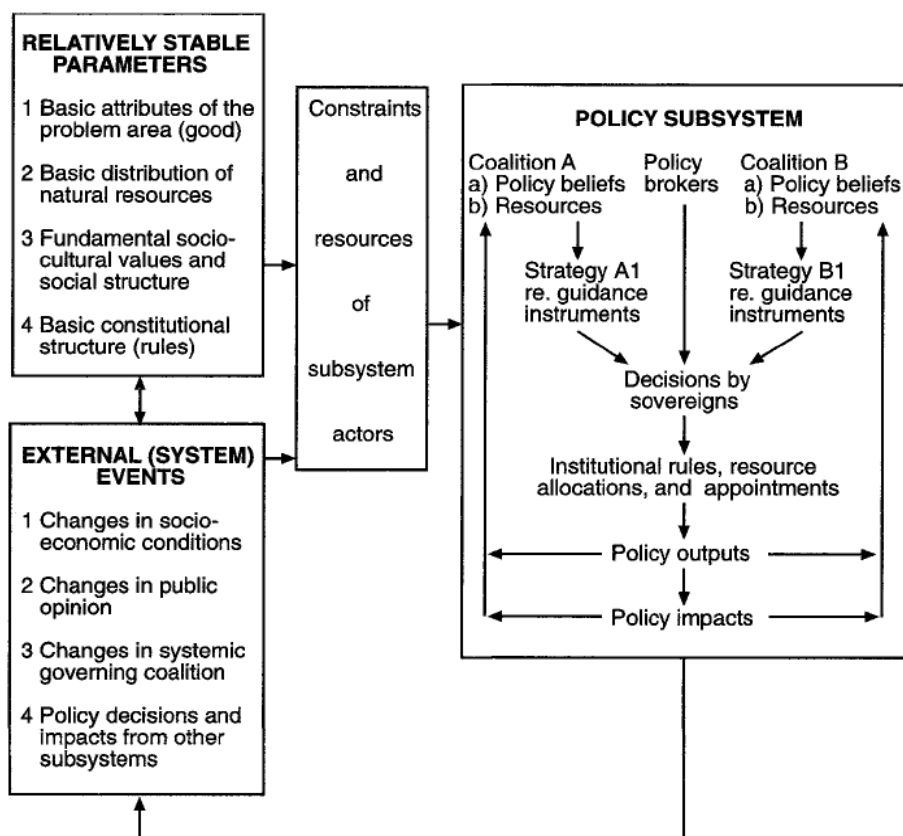 RELATIVELY STABLE
PARAMETERS
1 Basic attributes of the
problem area (good)
2 Basic distribution of
natural resources
3 Fundamental socio-
cultural values and
social structure
4 Basic constitutional
structure (rules)
EXTERNAL (SYSTEM)
EVENTS
1 Changes in socio-
economic conditions
2 Changes in public
opinion
3 Changes in systemic
governing coalition
4 Policy decisions and
impacts from other
subsystems
Constraints
and
resources
of
subsystem
actors
POLICY SUBSYSTEM
Coalition A
a) Policy beliefs
b) Resources
Policy
brokers
Coalition B
a) Policy beliefs
b) Resources
Strategy A1
re. guidance
instruments
Strategy B1
re. guidance
instruments
Decisions by
sovereigns
Institutional rules, resource
allocations, and appointments
Policy outputs
Policy impacts